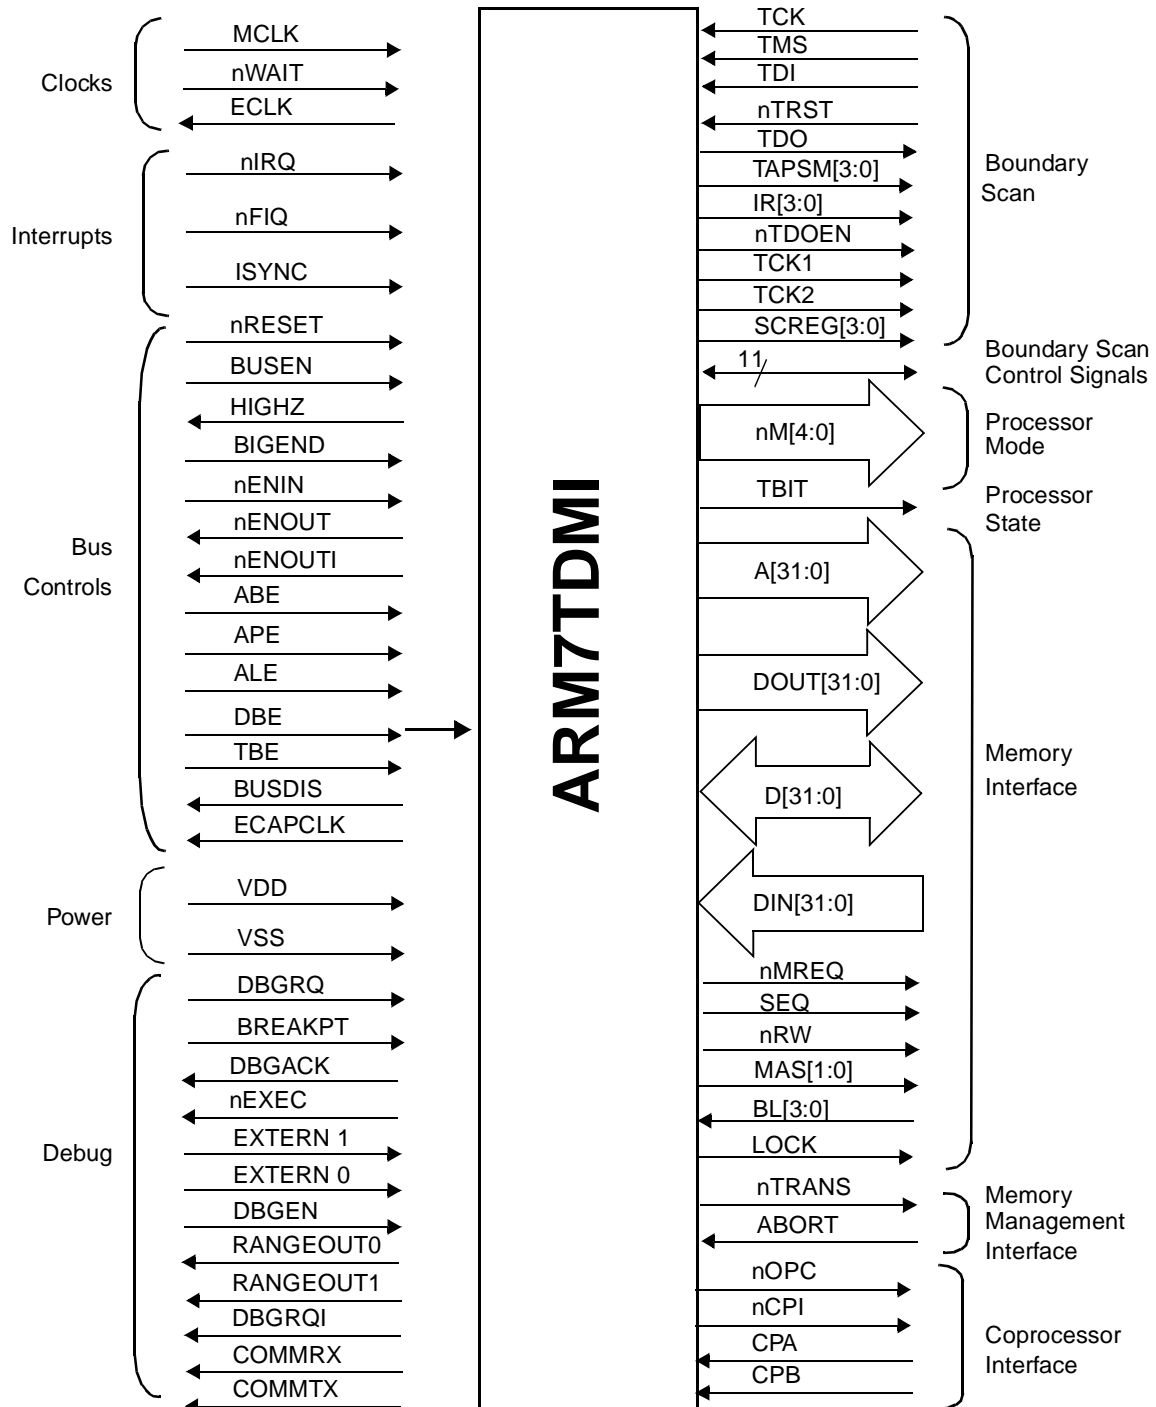 Clocks
MCLK
nWAIT
ECLK
Interrupts
nIRQ
nFIQ
ISYNC
Bus
Controls
nRESET
BUSEN
HIGHZ
BIGEND
nENIN
nENOUT
nENOUTI
ABE
APE
ALE
DBE
TBE
BUSDIS
ECAPCLK
Power
VDD
VSS
Debug
DBGRQ
BREAKPT
DBGACK
nEXEC
EXTERN 1
EXTERN 0
DBGEN
RANGEOUT0
RANGEOUT1
DBGRQI
COMMRX
COMMTX
ARM7TDMI
TCK
TMS
TDI
nTRST
TDO
TAPSM[3:0]
IR[3:0]
nTDOEN
TCK1
TCK2
SCREG[3:0]
Boundary
Scan
11
Boundary Scan
Control Signals
nM[4:0]
Processor
Mode
TBIT
Processor
State
A[31:0]
DOUT[31:0]
D[31:0]
DIN[31:0]
nMREQ
SEQ
nRW
MAS[1:0]
BL[3:0]
LOCK
Memory
Interface
nTRANS
ABORT
Memory
Management
Interface
nOPC
nCPI
CPA
CPB
Coprocessor
Interface